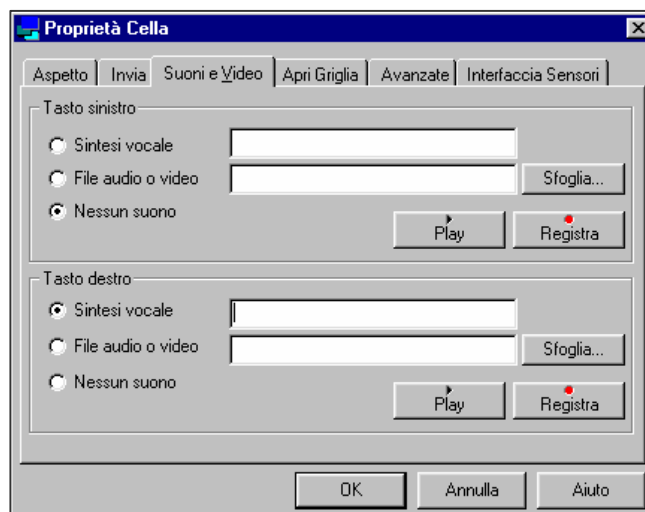 Proprietà Cella
Aspetto Invia Suoni e Video Apri Griglia Avanzate Interfaccia Sensori
Tasto sinistro
Sintesi vocale
File audio o video Sfoglia...
Nessun suono
Play Registra
Tasto destro
Sintesi vocale
File audio o video Sfoglia...
Nessun suono
Play Registra
OK Annulla Aiuto